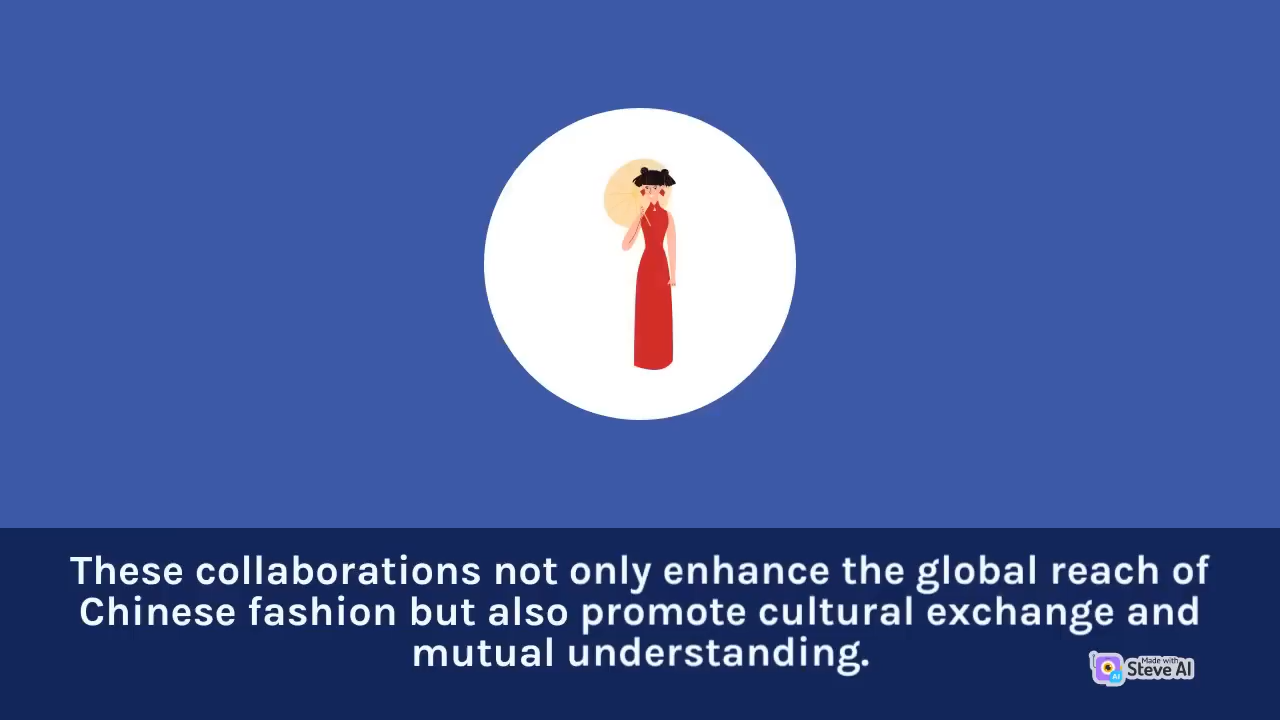 These collaborations not only enhance the global reach of
Chinese fashion but also promote cultural exchange and
mutual understanding.
Made with
Steve AI
AI